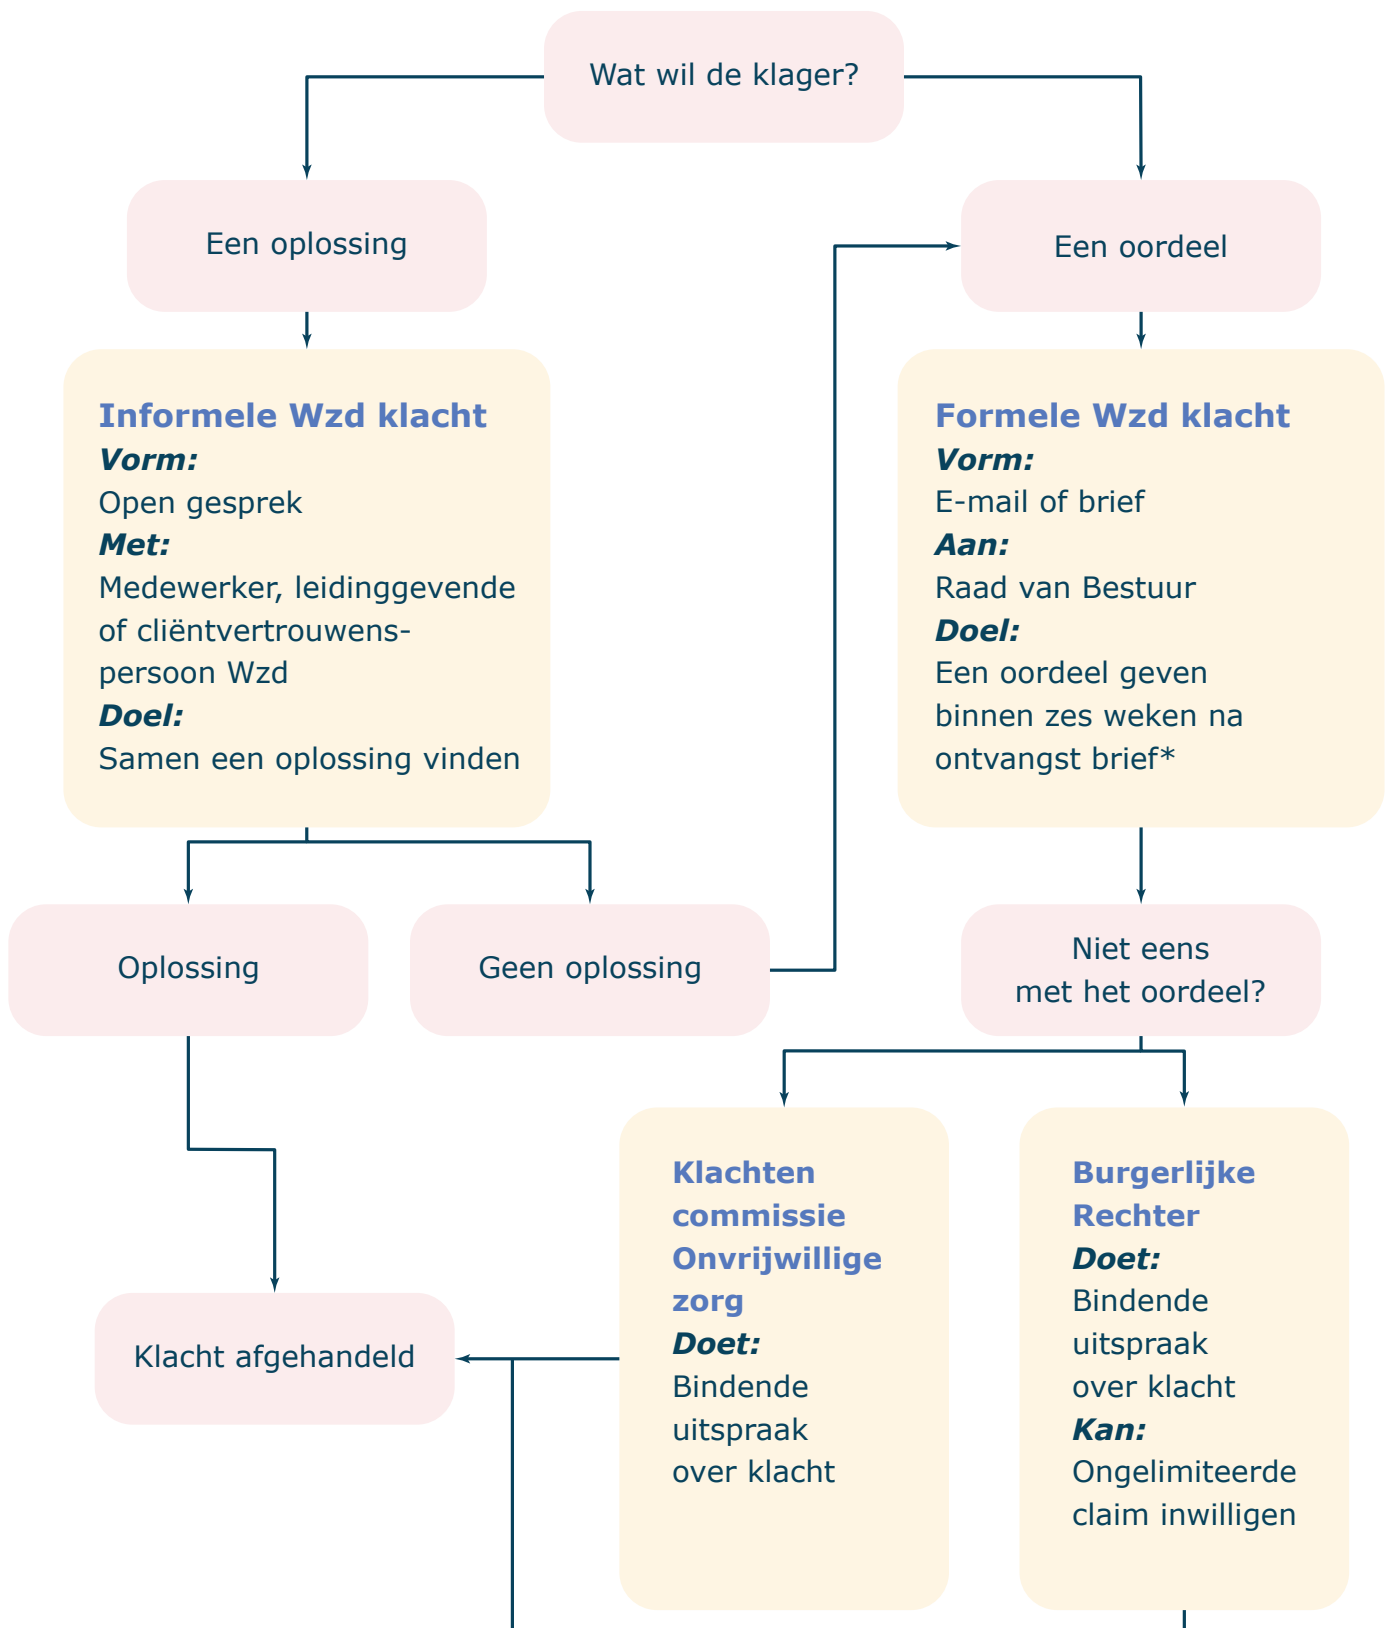 Wat wil de klager?
Een oplossing
Een oordeel
Informele Wzd klacht
Vorm:
Open gesprek
Met:
Medewerker, leidinggevende
of cliëntvertrouwens-
persoon Wzd
Doel:
Samen een oplossing vinden
Formele Wzd klacht
Vorm:
E-mail of brief
Aan:
Raad van Bestuur
Doel:
Een oordeel geven
binnen zes weken na
ontvangst brief*
Oplossing
Geen oplossing
Niet eens
met het oordeel?
Klachten
commissie
Onvrijwillige
zorg
Doet:
Bindende
uitspraak
over klacht
Burgerlijke
Rechter
Doet:
Bindende
uitspraak
over klacht
Kan:
Ongelimiteerde
claim inwilligen
Klacht afgehandeld